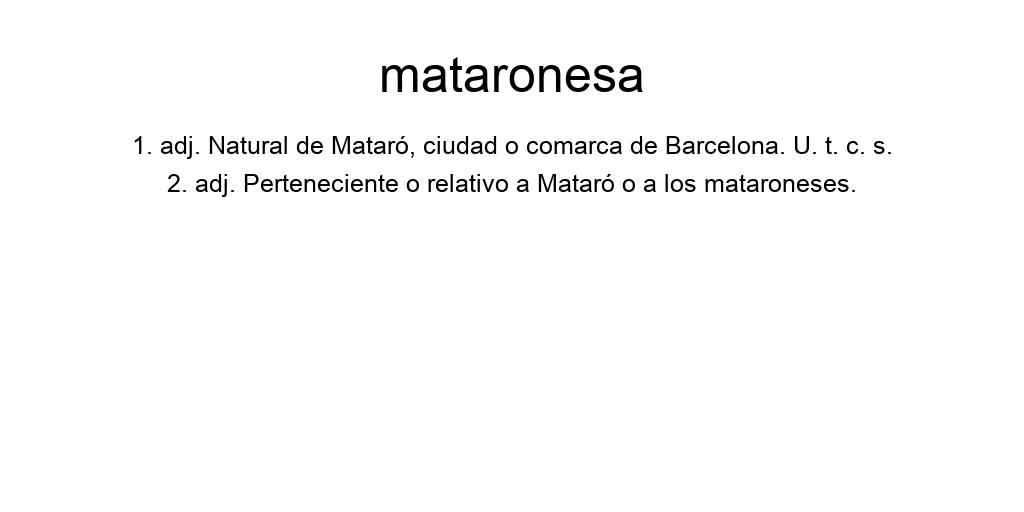 mataronesa
1. adj. Natural de Mataró, ciudad o comarca de Barcelona. U. t. c. s.
2. adj. Perteneciente o relativo a Mataró o a los mataroneses.